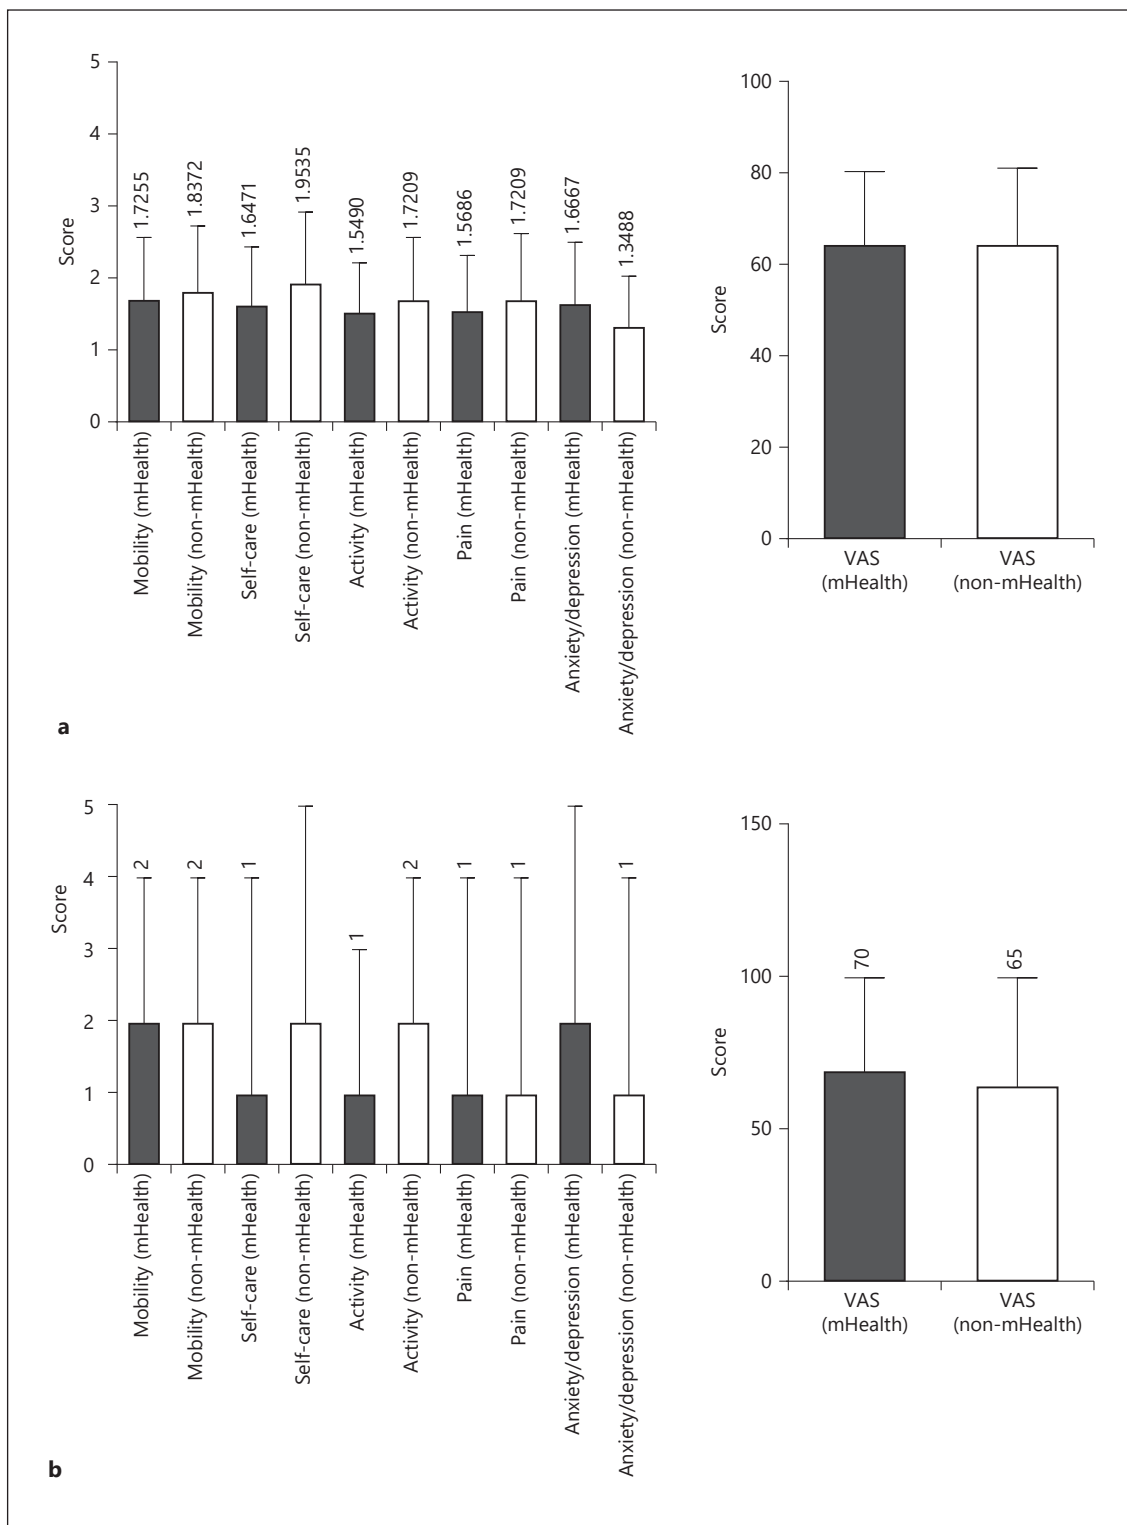 5
4
3
2
1
0
Score
1.7255
1.8372
1.6471
1.9535
1.5490
1.7209
1.5686
1.7209
1.6667
1.3488
Mobility (mHealth)
Mobility (non-mHealth)
Self-care (mHealth)
Self-care (non-mHealth)
Activity (mHealth)
Activity (non-mHealth)
Pain (mHealth)
Pain (non-mHealth)
Anxiety/depression (mHealth)
Anxiety/depression (non-mHealth)
100
80
60
40
20
0
Score
VAS
(mHealth)
VAS
(non-mHealth)
a
5
4
3
2
1
0
Score
2
2
1
1
2
1
1
1
Mobility (mHealth)
Mobility (non-mHealth)
Self-care (mHealth)
Self-care (non-mHealth)
Activity (mHealth)
Activity (non-mHealth)
Pain (mHealth)
Pain (non-mHealth)
Anxiety/depression (mHealth)
Anxiety/depression (non-mHealth)
150
100
50
0
Score
70
65
VAS
(mHealth)
VAS
(non-mHealth)
b